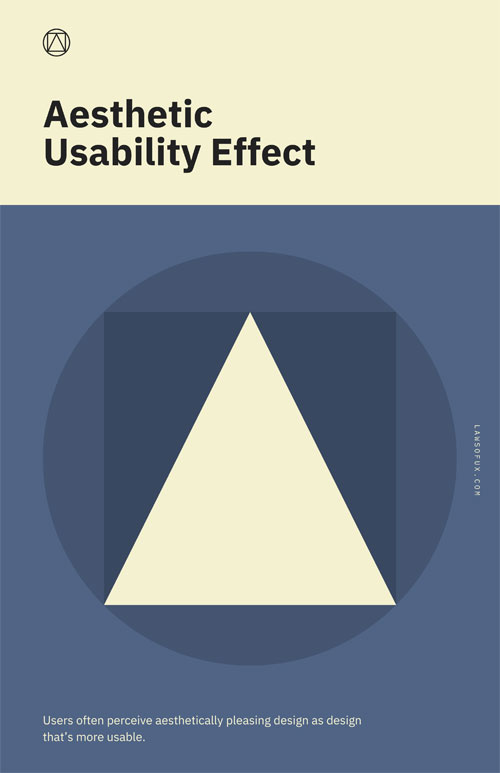 Aesthetic
Usability Effect
LAWSOFUX.COM
Users often perceive aesthetically pleasing design as design
that's more usable.